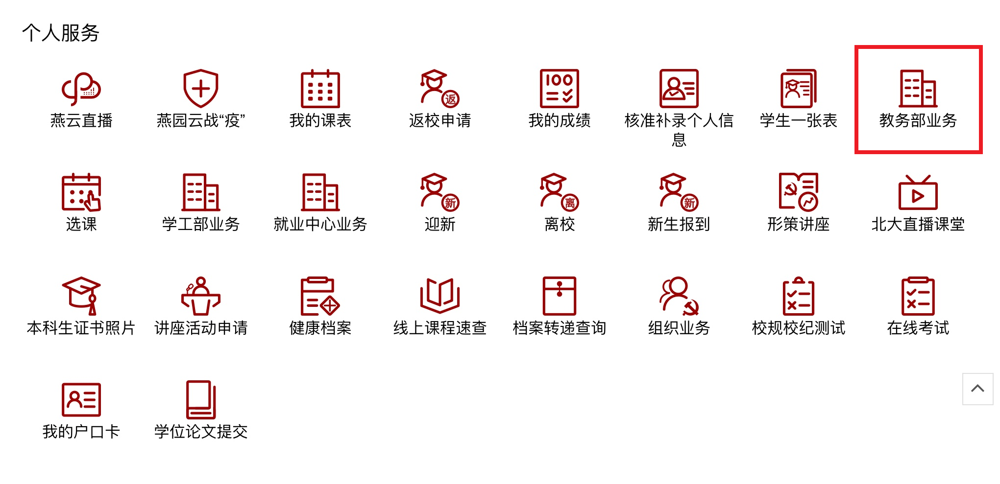 个人服务
燕云直播 燕园云战“疫” 我的课表 返校申请 我的成绩 核准补录个人信息 学生一张表 教务部业务
返
选课 学工部业务 就业中心业务 迎新 离校 新生报到 形策讲座 北大直播课堂
新 离 新
本科生证书照片 讲座活动申请 健康档案 线上课程速查 档案转递查询 组织业务 校规校纪测试 在线考试
我的户口卡 学位论文提交